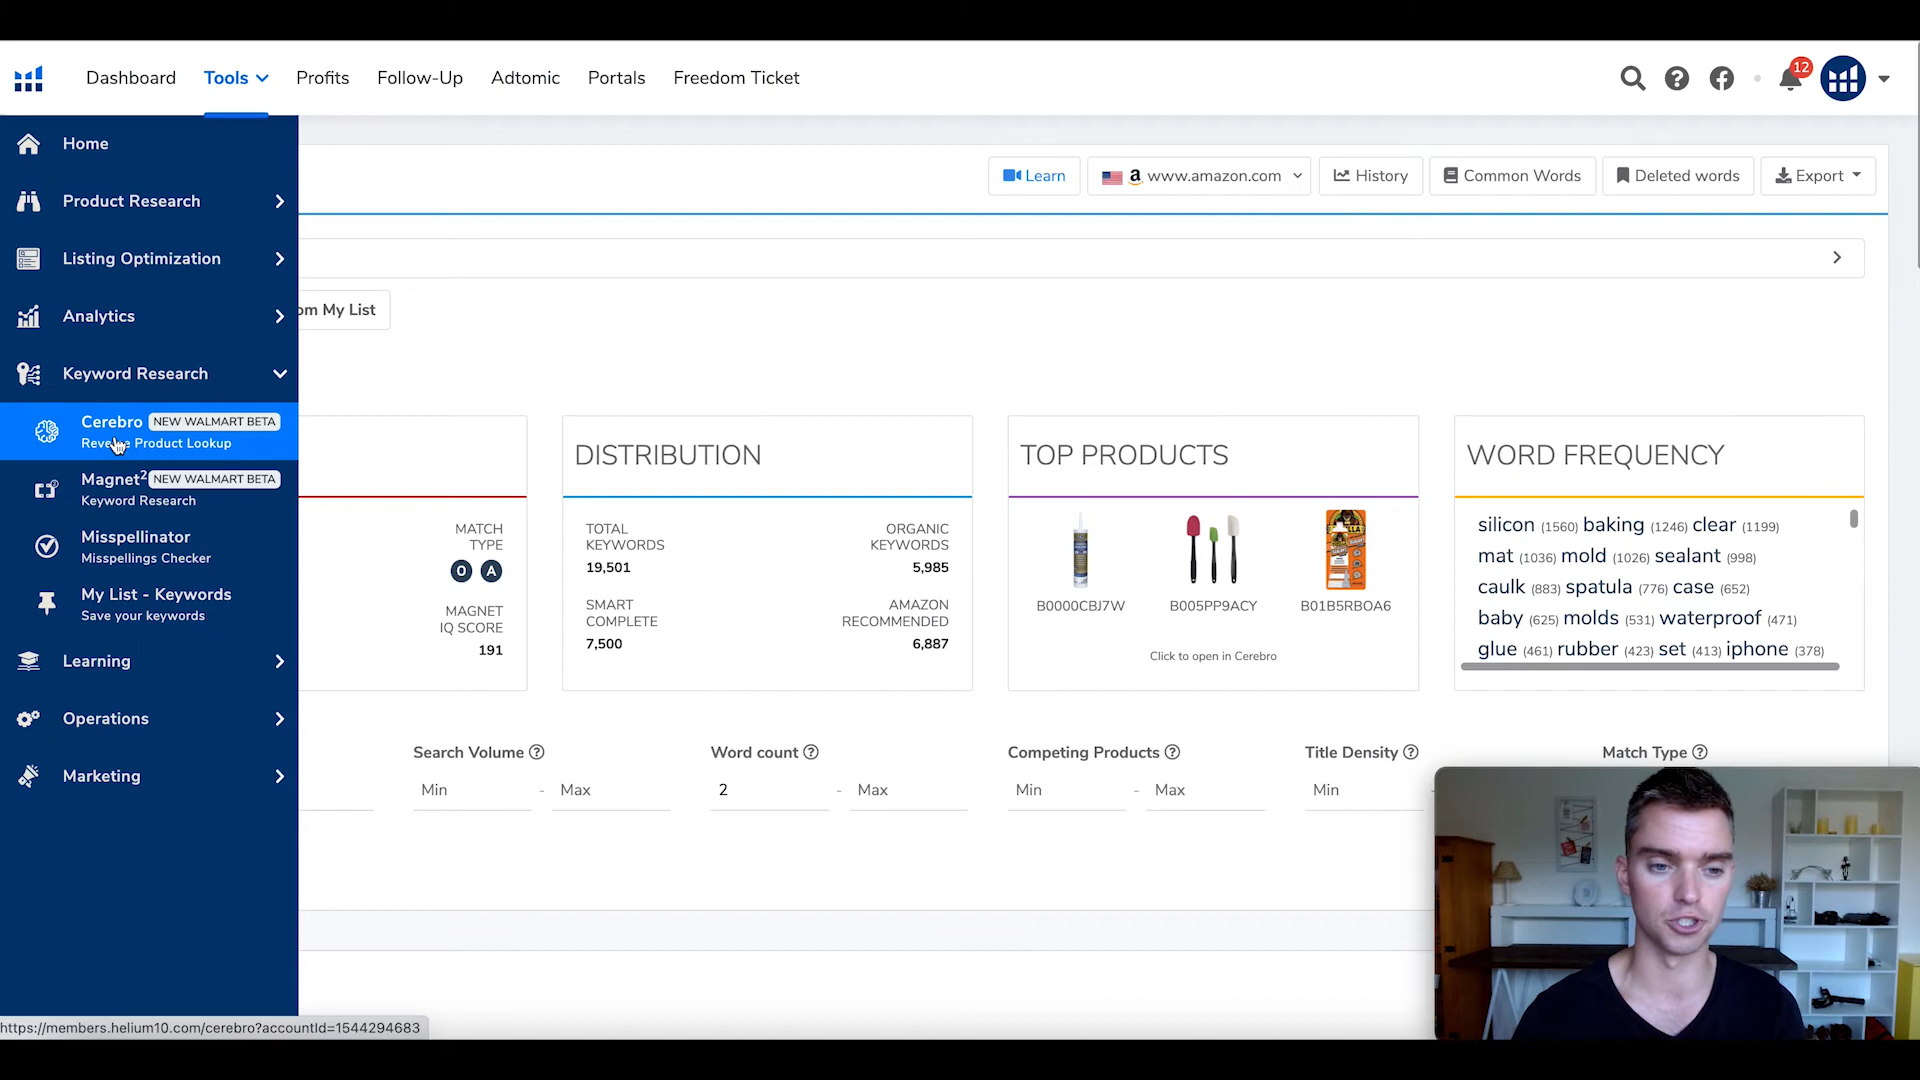 Dashboard Tools Profits Follow-Up Adtomic Portals Freedom Ticket 12
Home
Product Research
Listing Optimization
Analytics
Keyword Research
Cerebro NEW WALMART BETA
Reverse Product Lookup
Magnet² NEW WALMART BETA
Keyword Research
Misspellinator
Misspellings Checker
My List - Keywords
Save your keywords
Learning
Operations
Marketing
Learn a www.amazon.com History Common Words Deleted words Export
om My List
MATCH
TYPE
O A
MAGNET
IQ SCORE
191
DISTRIBUTION
TOTAL
KEYWORDS
19,501
ORGANIC
KEYWORDS
5,985
SMART
COMPLETE
7,500
AMAZON
RECOMMENDED
6,887
TOP PRODUCTS
GORILLA
B0000CBJ7W B005PP9ACY B01B5RBOA6
Click to open in Cerebro
WORD FREQUENCY
silicon (1560) baking (1246) clear (1199)
mat (1036) mold (1026) sealant (998)
caulk (883) spatula (776) case (652)
baby (625) molds (531) waterproof (471)
glue (461) rubber (423) set (413) iphone (378)
Search Volume Word count Competing Products Title Density Match Type
Min - Max 2 - Max Min - Max Min
https://members.helium10.com/cerebro?accountId=1544294683